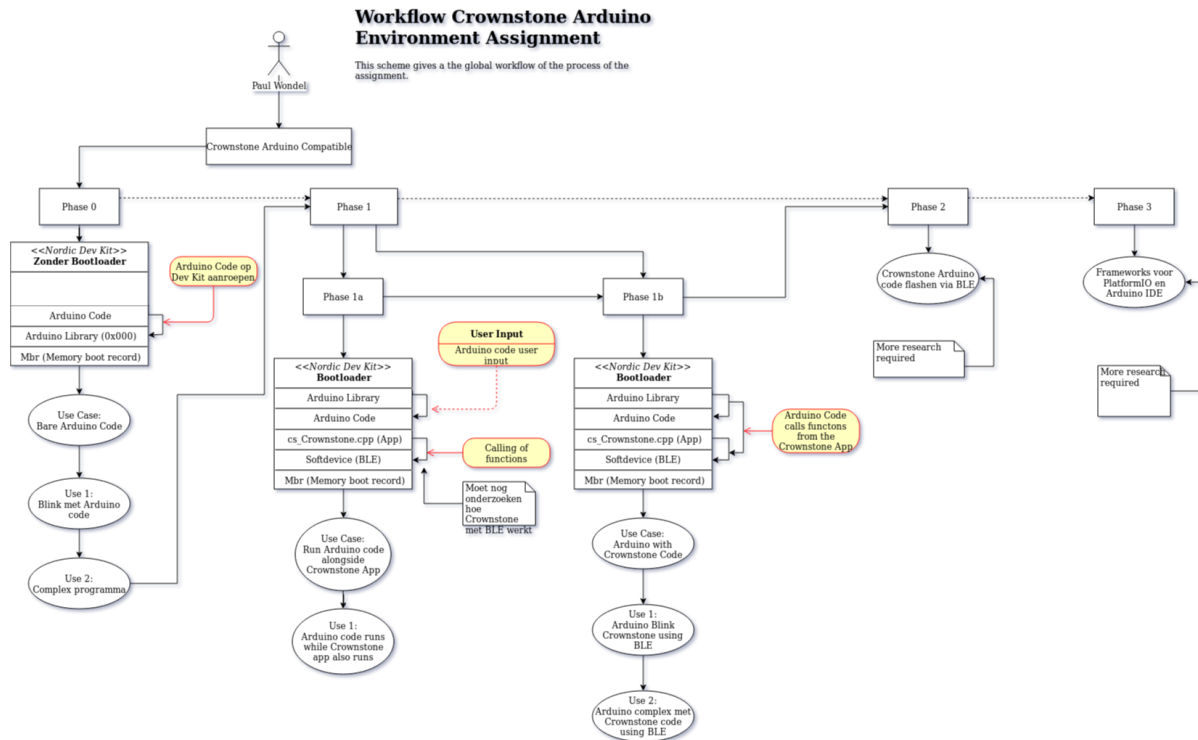 Workflow Crownstone Arduino
Environment Assignment
This scheme gives a the global workflow of the process of the
assignment.
Paul Wondel
Crownstone Arduino Compatible
Phase 0
Phase 1
Phase 2
Phase 3
<<Nordic Dev Kit>>
Zonder Bootloader
Arduino Code
Arduino Library (0x000)
Mbr (Memory boot record)
Arduino Code op
Dev Kit aanroepen
Use Case:
Bare Arduino Code
Use 1:
Blink met Arduino
code
Use 2:
Complex programma
Phase 1a
Phase 1b
<<Nordic Dev Kit>>
Bootloader
Arduino Library
Arduino Code
cs_Crownstone.cpp (App)
Softdevice (BLE)
Mbr (Memory boot record)
User Input
Arduino code user
input
Calling of
functions
Moet nog
onderzoeken
hoe
Crownstone
met BLE werkt
Use Case:
Run Arduino code
alongside
Crownstone App
Use 1:
Arduino code runs
while Crownstone
app also runs
<<Nordic Dev Kit>>
Bootloader
Arduino Library
Arduino Code
cs_Crownstone.cpp (App)
Softdevice (BLE)
Mbr (Memory boot record)
Arduino Code
calls functons
from the
Crownstone App
Use Case:
Arduino with
Crownstone Code
Use 1:
Arduino Blink
Crownstone using
BLE
Use 2:
Arduino complex met
Crownstone code
using BLE
Crownstone Arduino
code flashen via BLE
More research
required
Frameworks voor
PlatformIO en
Arduino IDE
More research
required